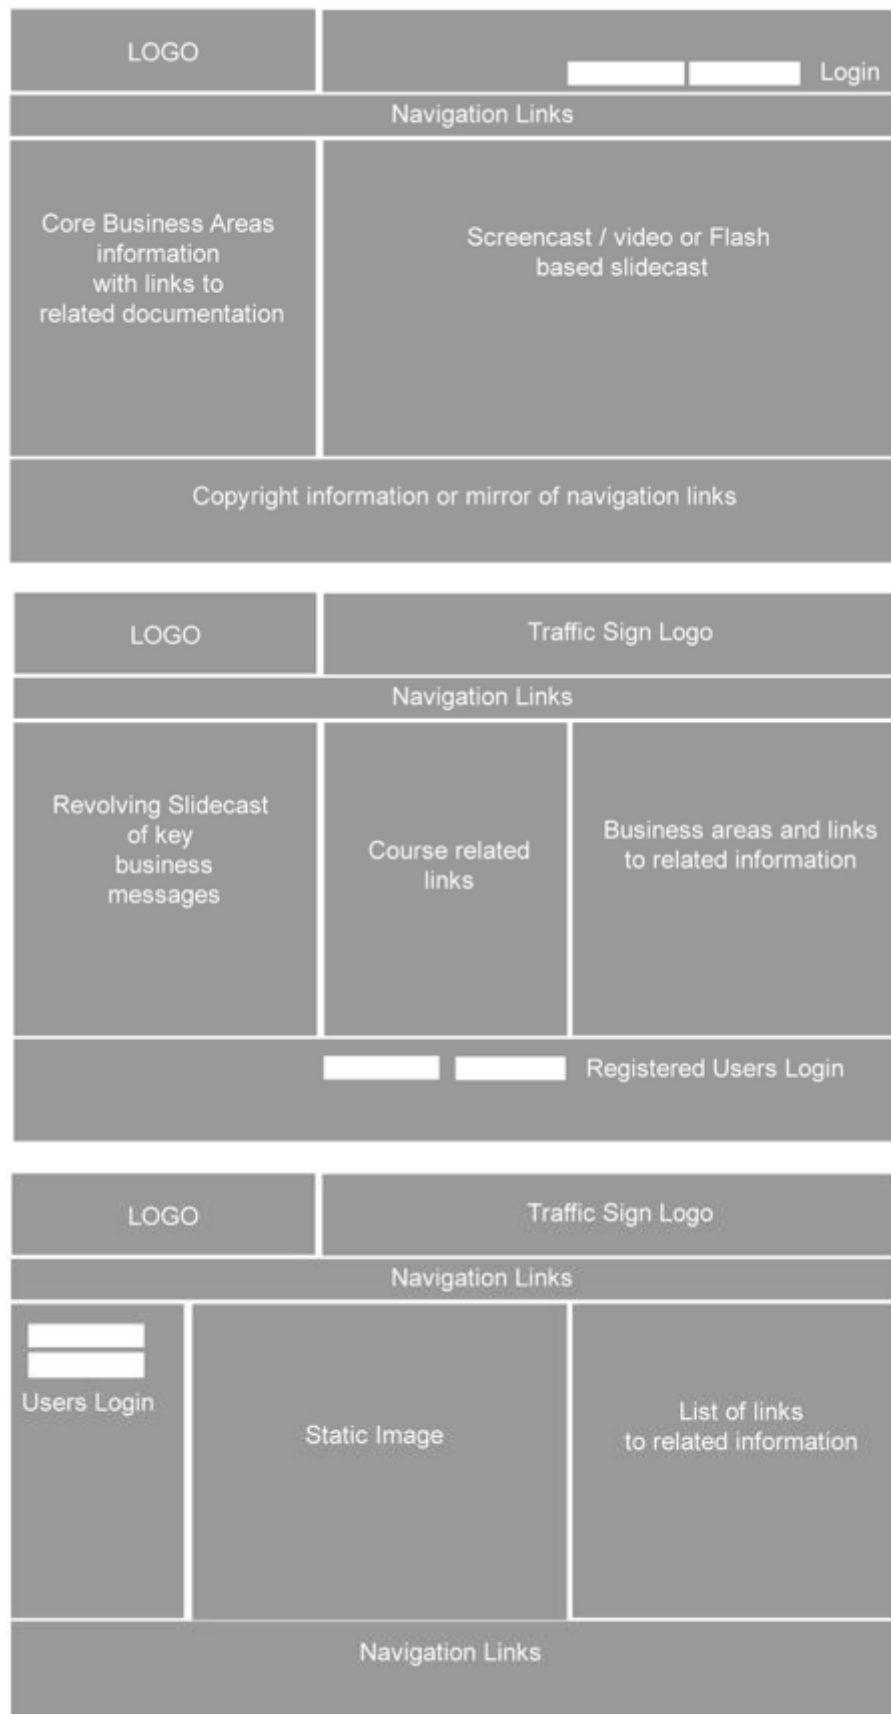 LOGO
Login
Navigation Links
Core Business Areas
information
with links to
related documentation
Screencast / video or Flash
based slidecast
Copyright information or mirror of navigation links
LOGO
Traffic Sign Logo
Navigation Links
Revolving Slidecast
of key
business
messages
Course related
links
Business areas and links
to related information
Registered Users Login
LOGO
Traffic Sign Logo
Navigation Links
Users Login
Static Image
List of links
to related information
Navigation Links